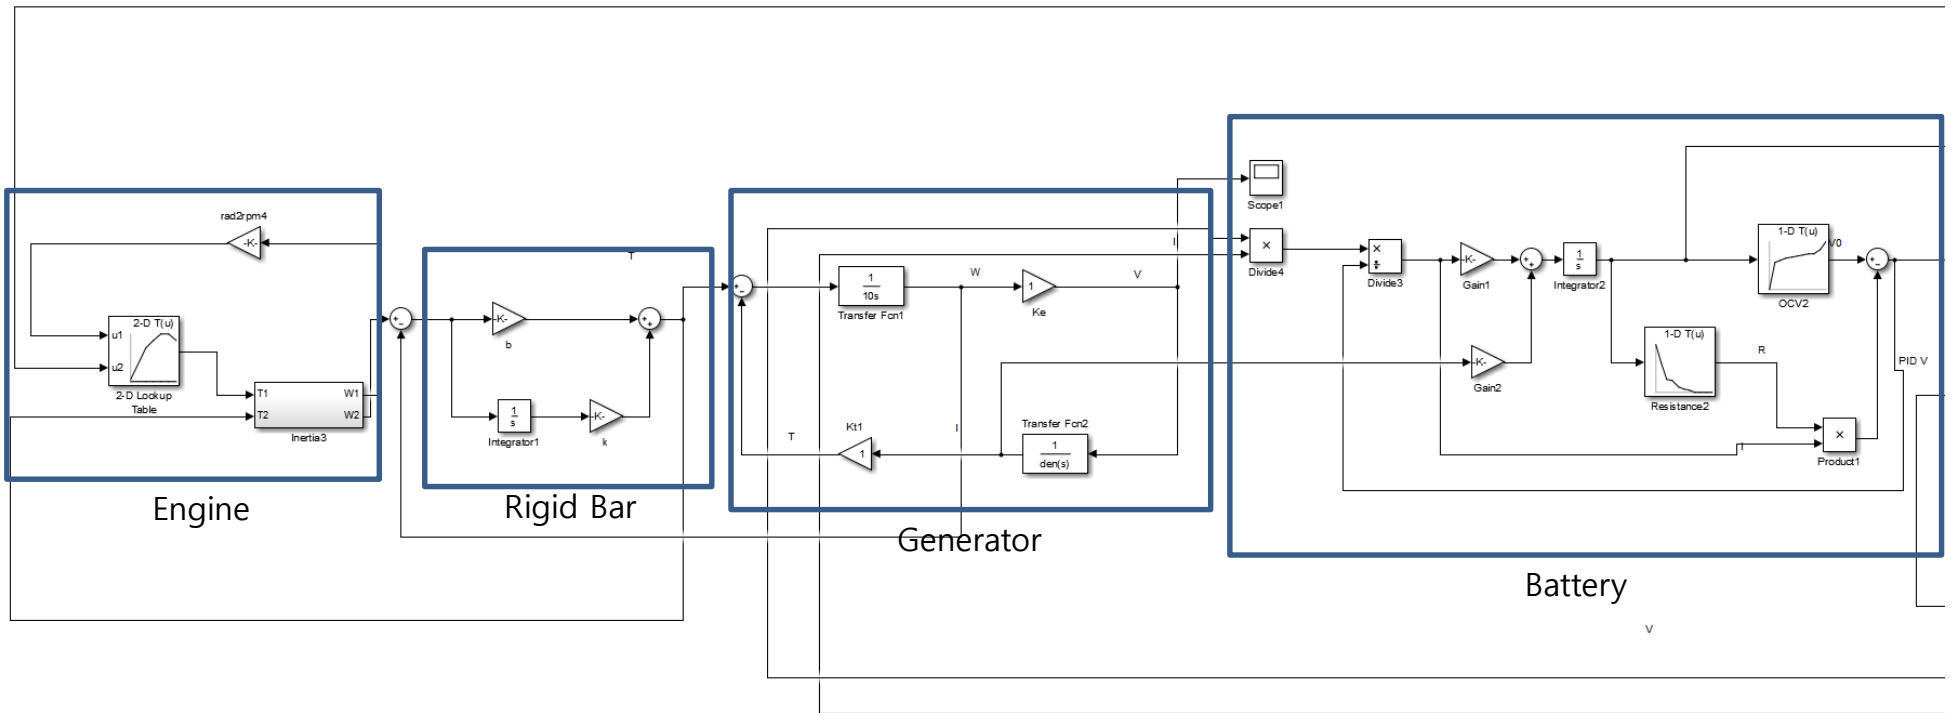 rad2rpm4
-K-
2-D T(u)
u1
u2
2-D Lookup
Table
T1
T2
W1
W2
Inertia3
Engine
+
-
T
-K-
b
1
s
Integrator1
-K-
k
+
+
Rigid Bar
+
-
1
10s
Transfer Fcn1
W
1
Ke
V
I
T
Kt1
1
I
Transfer Fcn2
1
den(s)
Generator
Scope1
×
Divide4
×
÷
Divide3
-K-
Gain1
+
+
1
s
Integrator2
-K-
Gain2
1-D T(u)
OCV2
V0
+
-
1-D T(u)
Resistance2
R
I
×
Product1
PID V
Battery
V